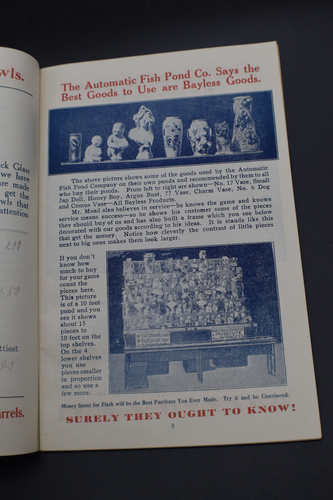 wls.
ck Glass
we have
are made
get the
wls that
attention
ttiest
rrels.
The Automatic Fish Pond Co. Says the
Best Goods to Use are Bayless Goods.
The above picture shows some of the goods used by the Automatic
Fish Pond Company on their own ponds and recommended by them to all
who buy their ponds. From left to right are shown—No. 17 Vase, Small
Jap Doll, Honey Boy, Argus Bust, 77 Vase, Charm Vase, No. 6 Dog
and Comus Vase—All Bayless Products.
Mr. Moad also believes in service—he knows the game and knows
service means success—so he shows his customer some of the pieces
they should buy of us and has also built a frame which you see below
decorated with our goods according to his ideas. It is stands like this
that get the money. Notice how cleverly the contrast of little pieces
next to big ones makes them look larger.
If you don't
know how
much to buy
for your game
count the
pieces here.
This picture
is of a 10 foot
pond and you
see it shows
about 15
pieces to
10 feet on the
top shelves.
On the 4
lower shelves
you use
pieces smaller
in proportion
and so use a
few more.
Money Spent for Flash will be the Best Purchase You Ever Made. Try it and be Convinced.
SURELY THEY OUGHT TO KNOW!
3